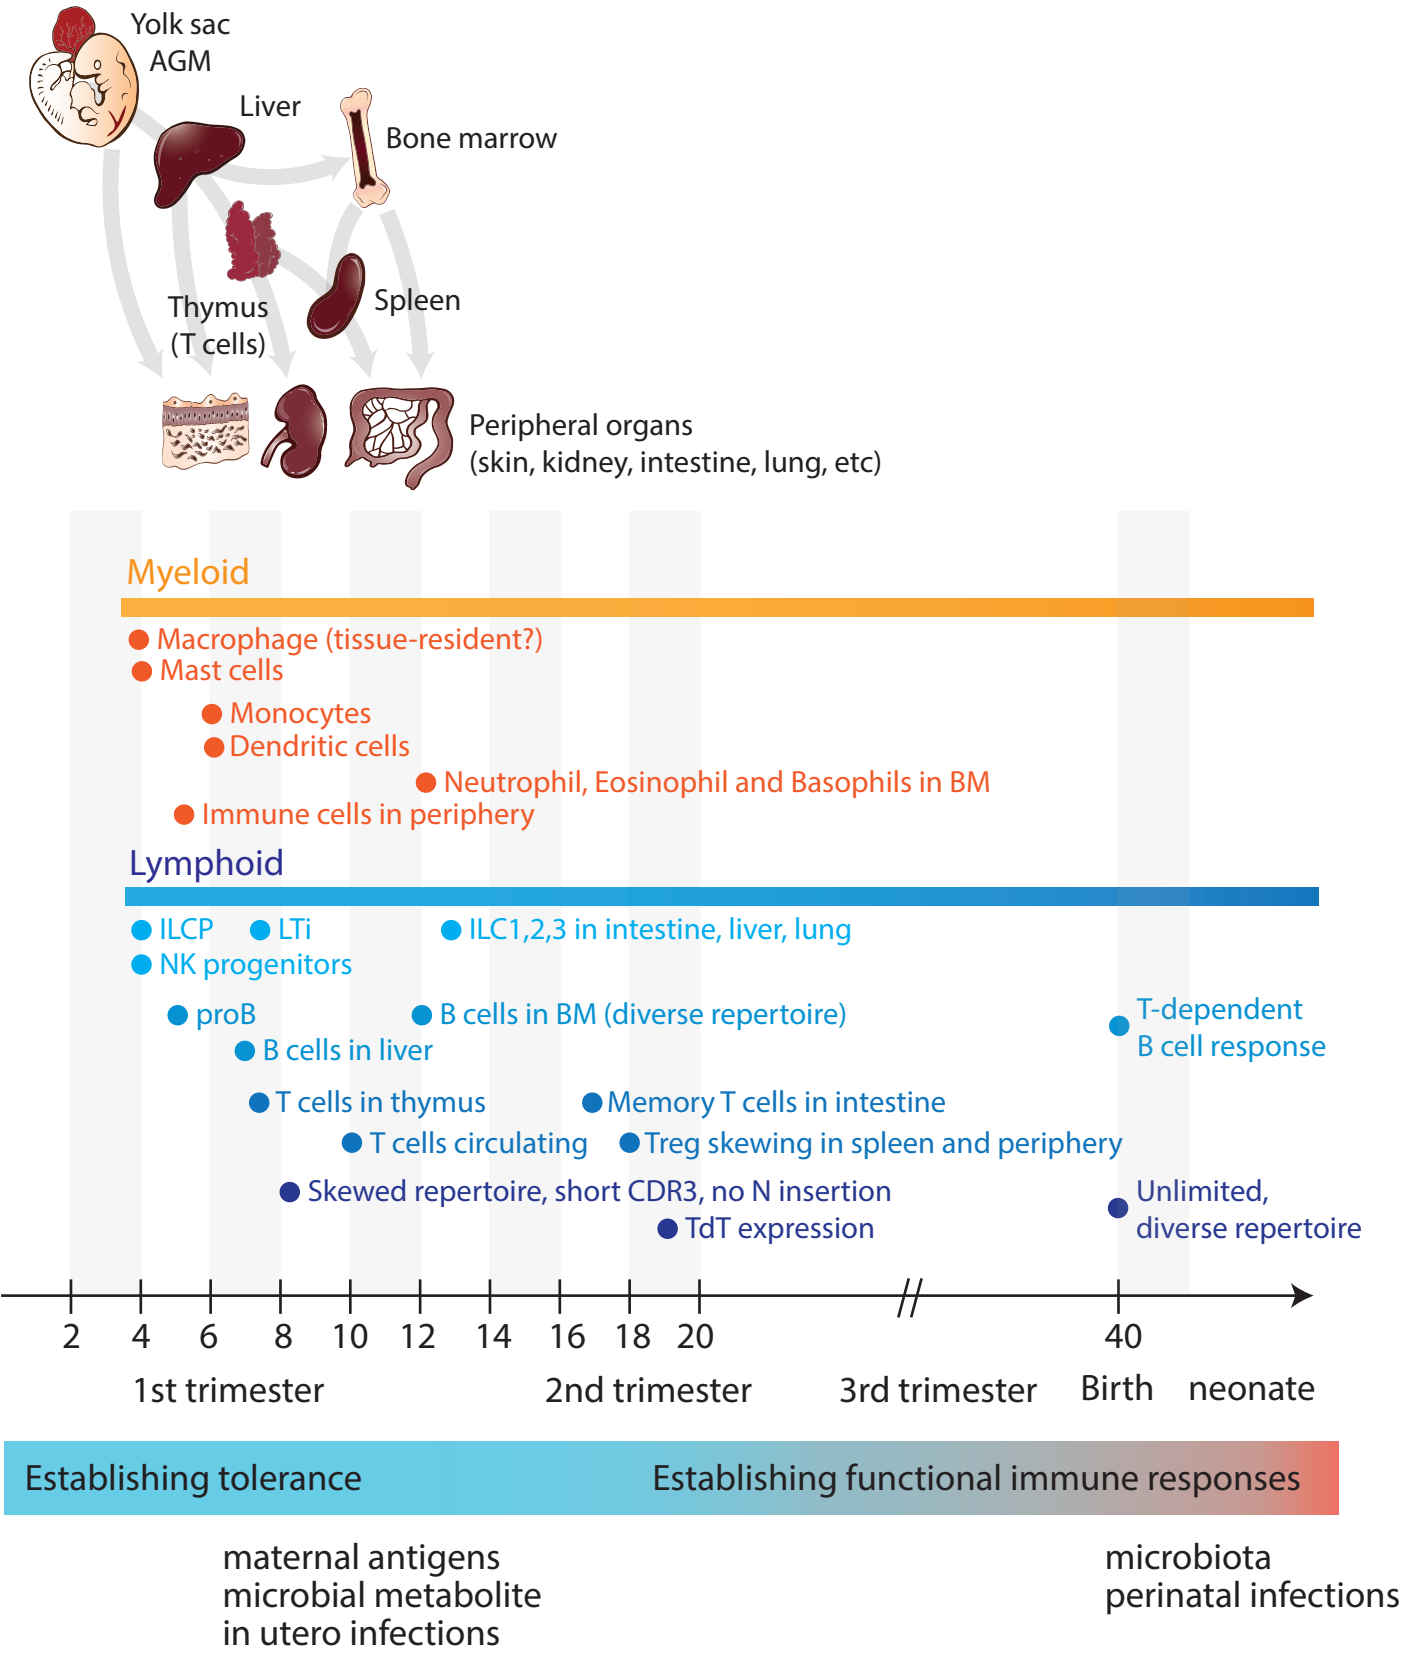 Yolk sac
AGM
Liver
Bone marrow
Thymus
(T cells)
Spleen
Peripheral organs
(skin, kidney, intestine, lung, etc)
Myeloid
Macrophage (tissue-resident?)
Mast cells
Monocytes
Dendritic cells
Neutrophil, Eosinophil and Basophils in BM
Immune cells in periphery
Lymphoid
ILCP
LTi
ILC1,2,3 in intestine, liver, lung
NK progenitors
proB
B cells in BM (diverse repertoire)
T-dependent
B cell response
B cells in liver
T cells in thymus
Memory T cells in intestine
T cells circulating
Treg skewing in spleen and periphery
Skewed repertoire, short CDR3, no N insertion
Unlimited,
diverse repertoire
TdT expression
2 4 6 8 10 12 14 16 18 20 40
1st trimester 2nd trimester 3rd trimester Birth neonate
Establishing tolerance Establishing functional immune responses
maternal antigens
microbial metabolite
in utero infections
microbiota
perinatal infections